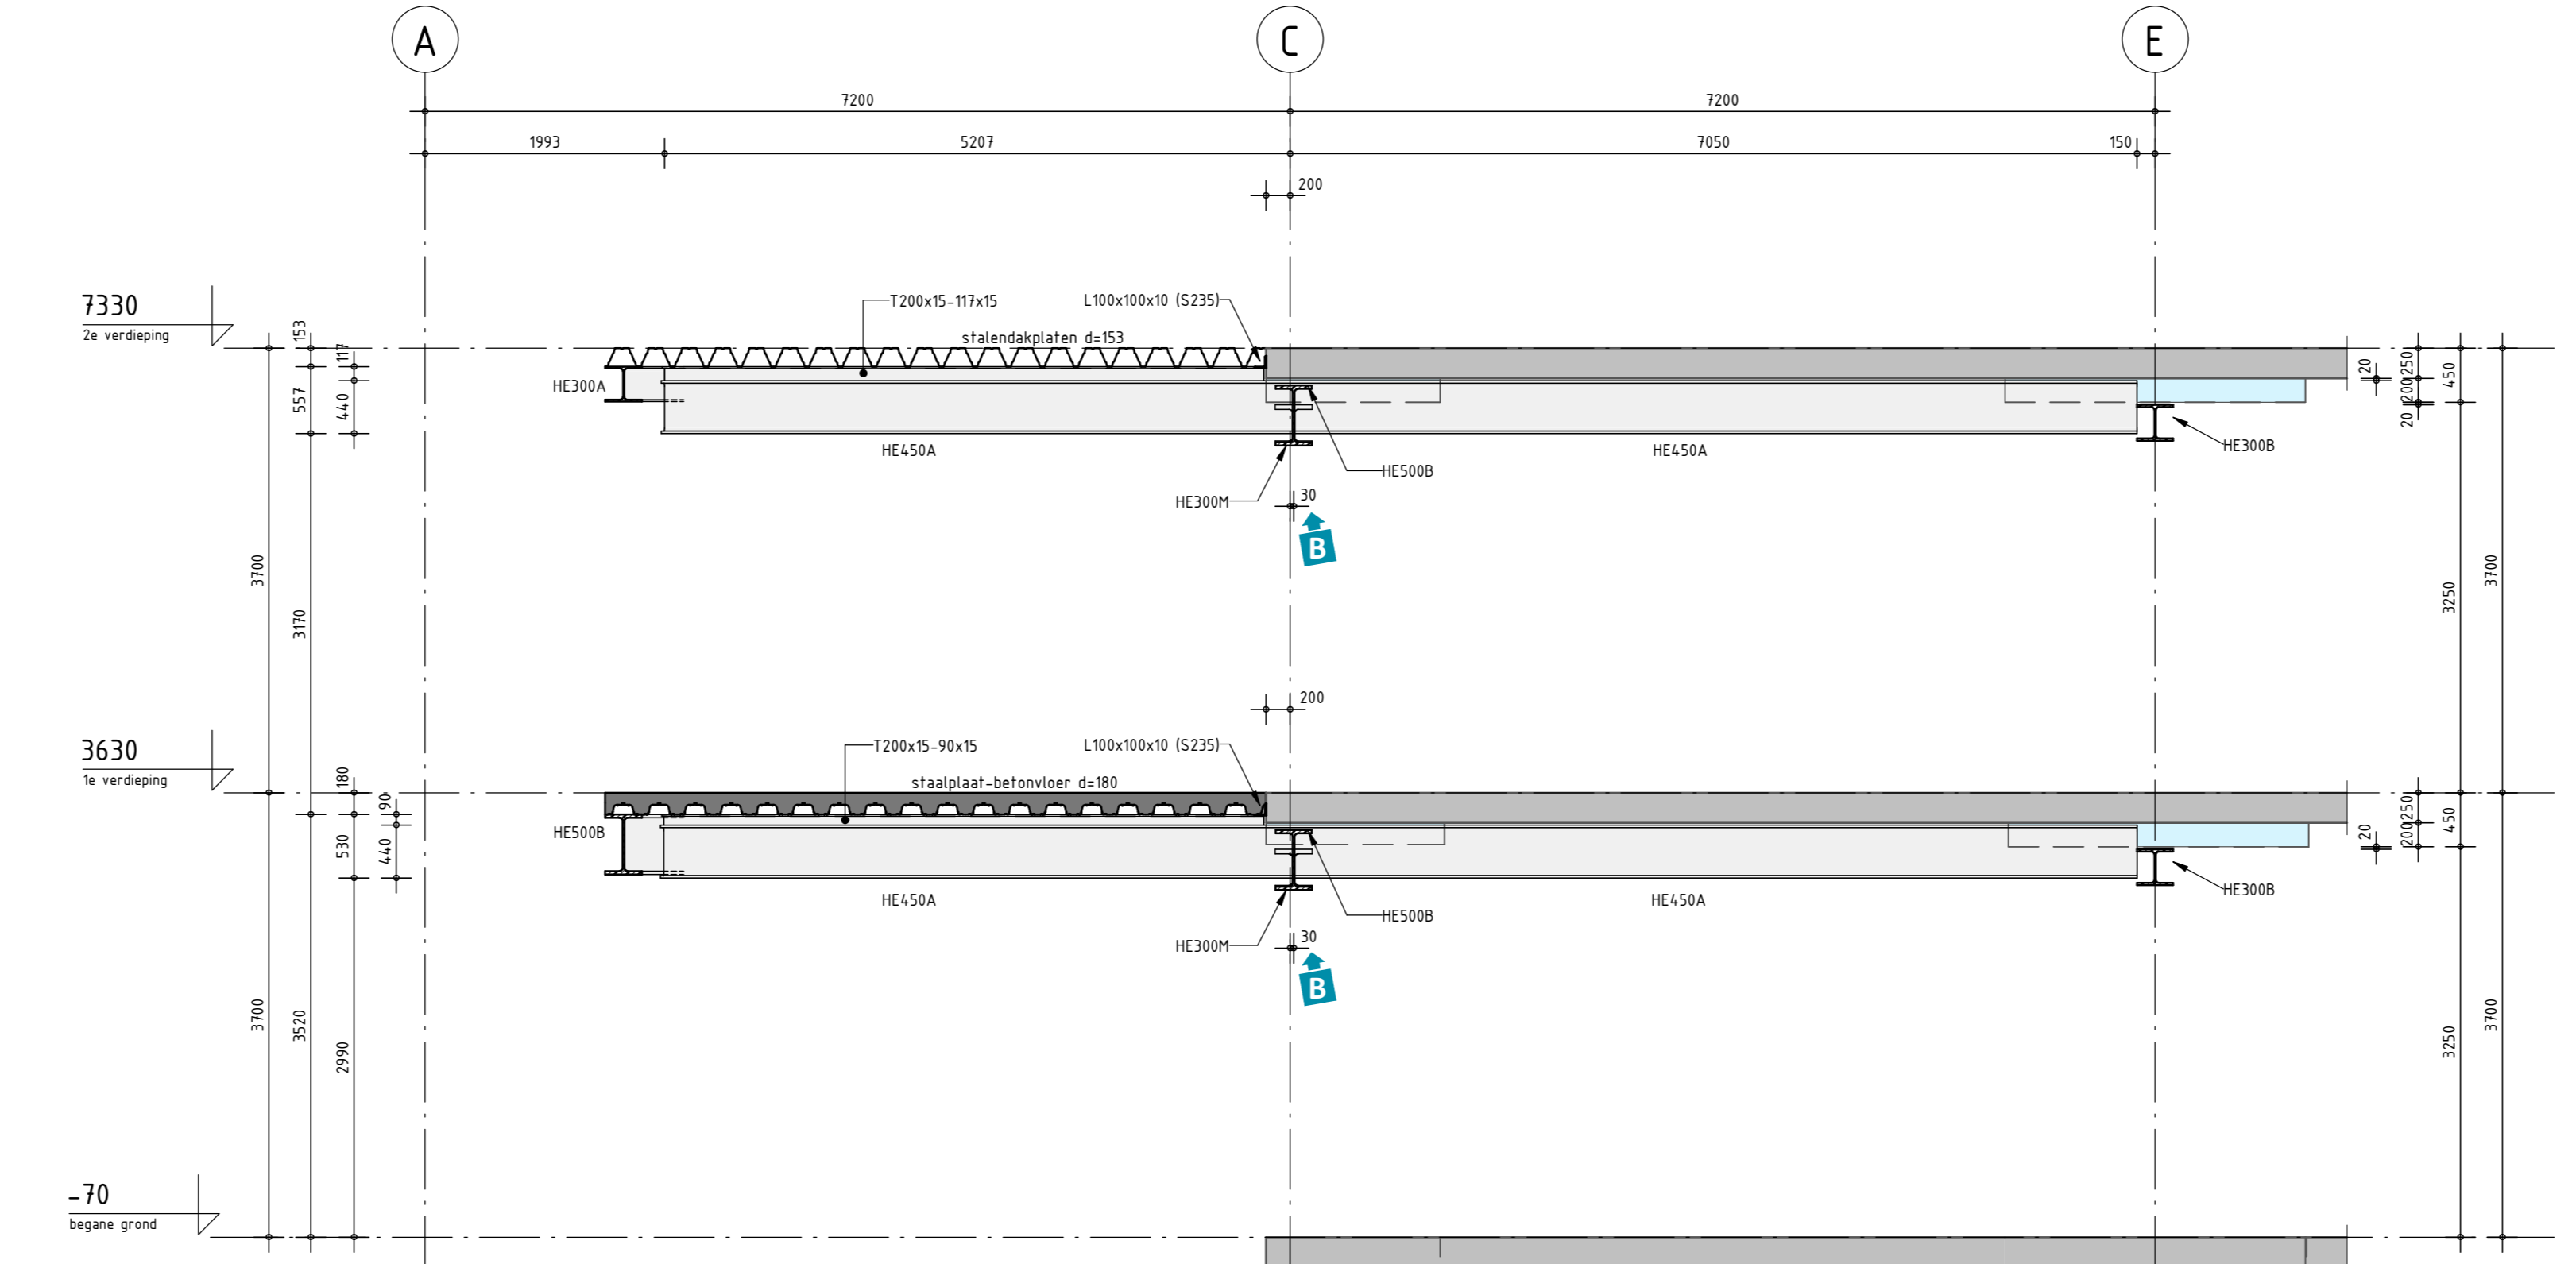 A
C
E
7200
7200
1993
5207
7050
150
200
7330
2e verdieping
T200x15-117x15
L100x100x10 (S235)
stalendakplaten d=153
153
117
557
440
HE300A
HE450A
HE450A
HE500B
HE300M
HE300B
30
B
20
250
200
20
450
3700
3170
3250
3700
200
3630
1e verdieping
T200x15-90x15
L100x100x10 (S235)
staalplaat-betonvloer d=180
180
90
530
440
HE500B
HE450A
HE450A
HE500B
HE300M
HE300B
30
B
20
250
200
450
3700
3520
2990
3250
3700
-70
begane grond